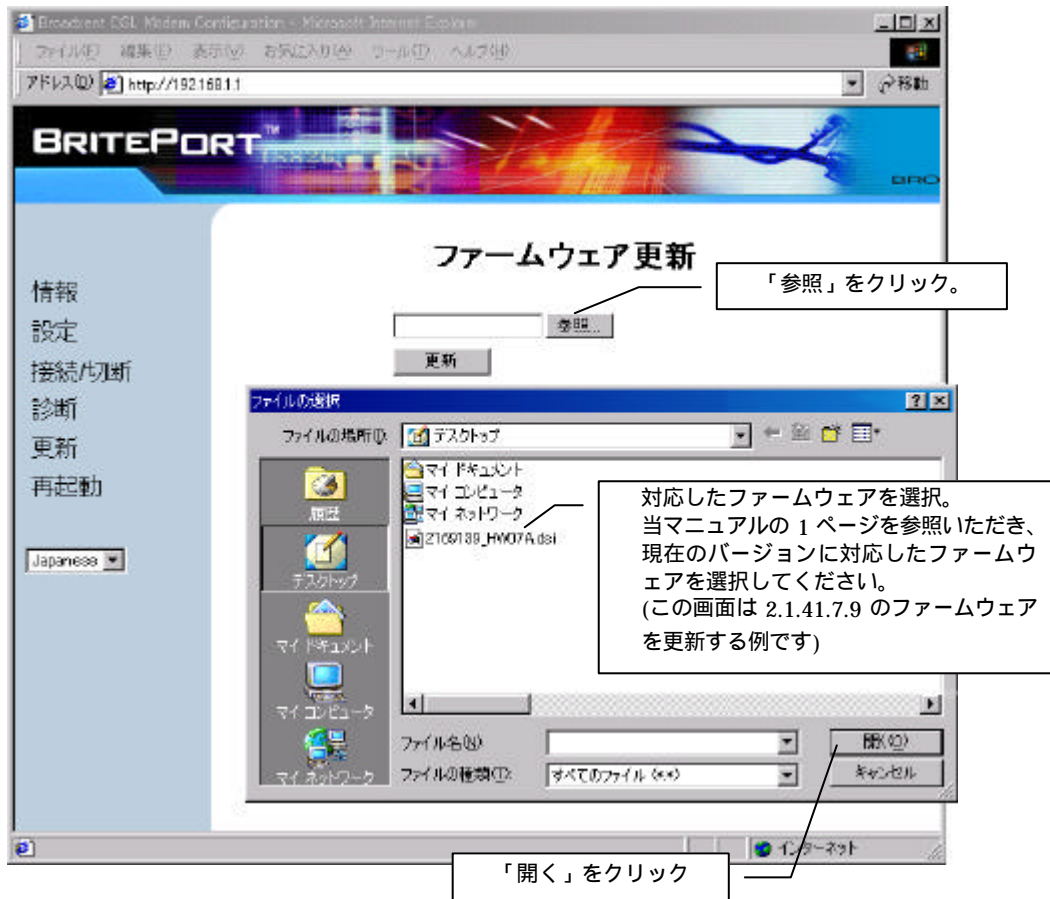 Broadxent DSL Modem Configuration - Microsoft Internet Explorer
ファイル(F) 編集(E) 表示(V) お気に入り(A) ツール(T) ヘルプ(H)
アドレス(D) http://192.168.1.1 移動
BRITEPORT™
BRO
ファームウェア更新
「参照」をクリック。
情報
設定
接続/切断
診断
更新
再起動
Japanese
参照...
更新
ファイルの選択
ファイルの場所(I): デスクトップ
履歴
デスクトップ
マイ ドキュメント
マイ コンピュータ
マイ ネットワーク
マイ ドキュメント
マイ コンピュータ
マイ ネットワーク
対応したファームウェアを選択。
当マニュアルの 1 ページを参照いただき、
現在のバージョンに対応したファームウ
ェアを選択してください。
(この画面は 2.1.41.7.9 のファームウェア
を更新する例です)
ファイル名(N):
ファイルの種類(T): すべてのファイル (*.*)
開く(O)
キャンセル
インターネット
「開く」をクリック